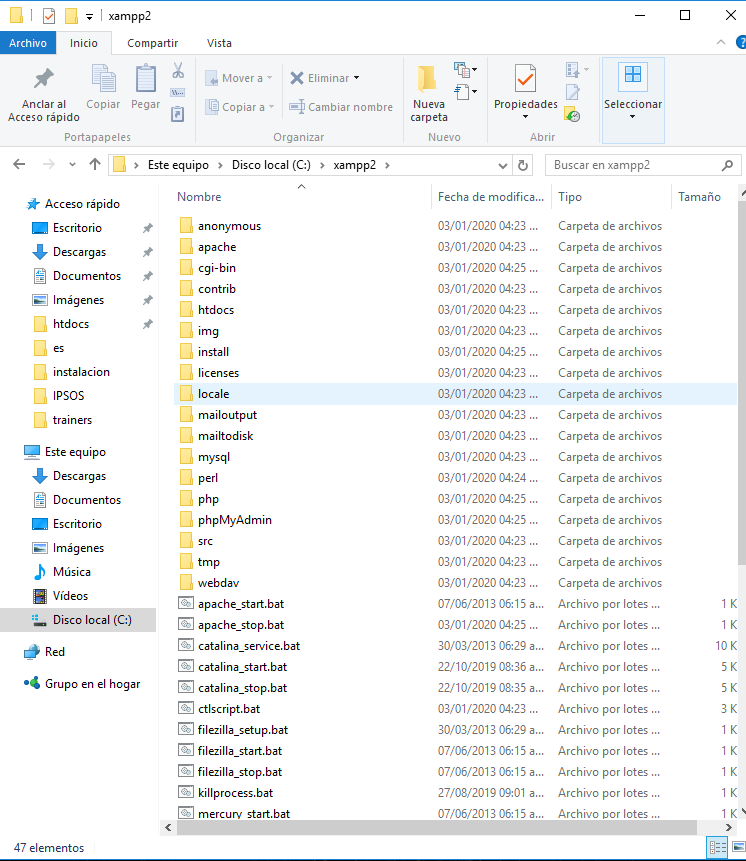 xampp2
Archivo Inicio Compartir Vista
Anclar al Acceso rápido
Copiar
Pegar
Mover a
Copiar a
Eliminar
Cambiar nombre
Nueva carpeta
Propiedades
Seleccionar
Portapapeles Organizar Nuevo Abrir
Este equipo Disco local (C:) xampp2
Buscar en xampp2
Acceso rápido
Escritorio
Descargas
Documentos
Imágenes
htdocs
es
instalacion
IPSOS
trainers
Este equipo
Descargas
Documentos
Escritorio
Imágenes
Música
Vídeos
Disco local (C:)
Red
Grupo en el hogar
Nombre Fecha de modifica... Tipo Tamaño
anonymous 03/01/2020 04:23 ... Carpeta de archivos
apache 03/01/2020 04:23 ... Carpeta de archivos
cgi-bin 03/01/2020 04:25 ... Carpeta de archivos
contrib 03/01/2020 04:23 ... Carpeta de archivos
htdocs 03/01/2020 04:23 ... Carpeta de archivos
img 03/01/2020 04:23 ... Carpeta de archivos
install 03/01/2020 04:25 ... Carpeta de archivos
licenses 03/01/2020 04:23 ... Carpeta de archivos
locale 03/01/2020 04:23 ... Carpeta de archivos
mailoutput 03/01/2020 04:23 ... Carpeta de archivos
mailtodisk 03/01/2020 04:23 ... Carpeta de archivos
mysql 03/01/2020 04:23 ... Carpeta de archivos
perl 03/01/2020 04:24 ... Carpeta de archivos
php 03/01/2020 04:25 ... Carpeta de archivos
phpMyAdmin 03/01/2020 04:25 ... Carpeta de archivos
src 03/01/2020 04:23 ... Carpeta de archivos
tmp 03/01/2020 04:23 ... Carpeta de archivos
webdav 03/01/2020 04:23 ... Carpeta de archivos
apache_start.bat 07/06/2013 06:15 a... Archivo por lotes ... 1 K
apache_stop.bat 03/01/2020 04:25 ... Archivo por lotes ... 1 K
catalina_service.bat 30/03/2013 06:29 a... Archivo por lotes ... 10 K
catalina_start.bat 22/10/2019 08:36 a... Archivo por lotes ... 5 K
catalina_stop.bat 22/10/2019 08:35 a... Archivo por lotes ... 5 K
ctlscript.bat 03/01/2020 04:23 ... Archivo por lotes ... 3 K
filezilla_setup.bat 30/03/2013 06:29 a... Archivo por lotes ... 1 K
filezilla_start.bat 07/06/2013 06:15 a... Archivo por lotes ... 1 K
filezilla_stop.bat 07/06/2013 06:15 a... Archivo por lotes ... 1 K
killprocess.bat 27/08/2019 09:01 a... Archivo por lotes ... 1 K
mercury_start.bat 07/06/2013 06:15 a... Archivo por lotes ... 1 K
47 elementos